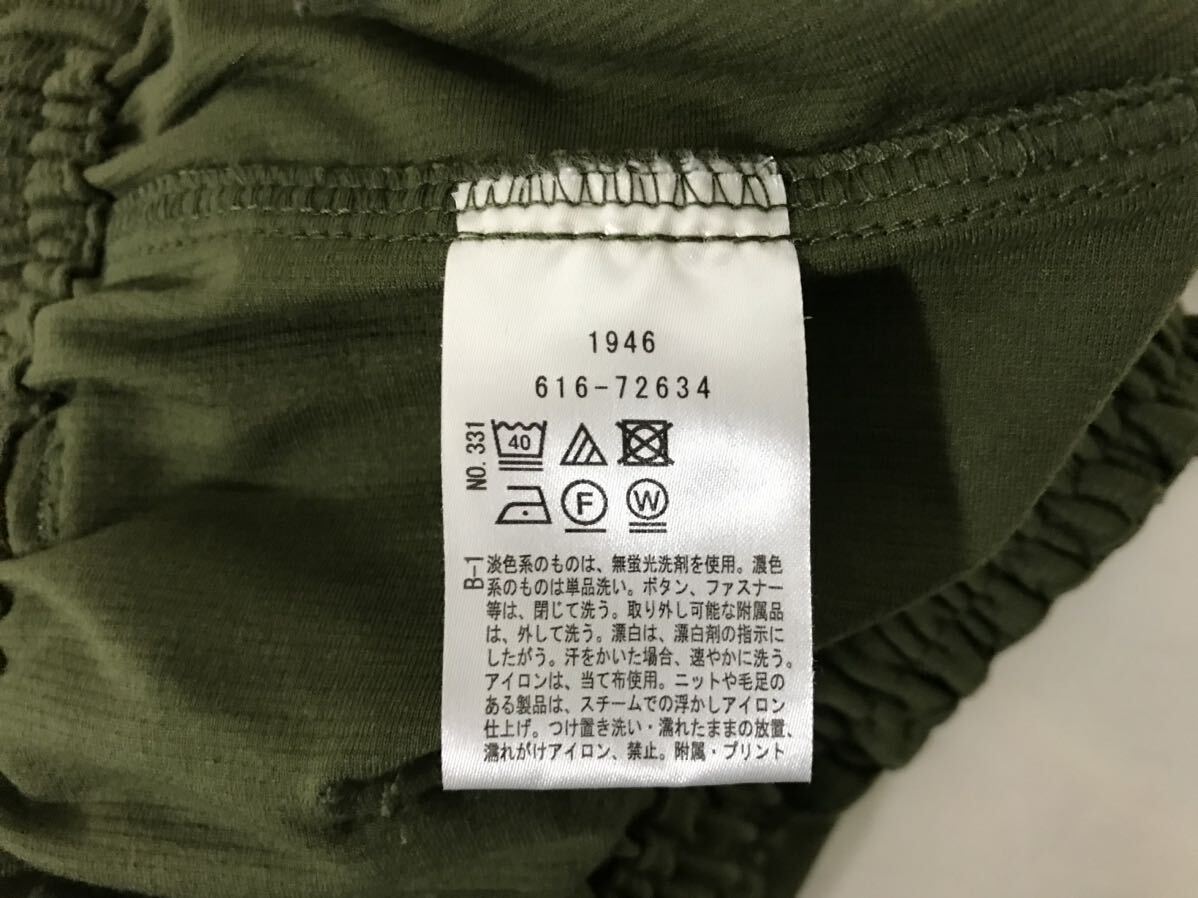 1946
616-72634
NO. 331
40
F
W
B-1
淡色系のものは、無蛍光洗剤を使用。濃色
系のものは単品洗い。ボタン、ファスナー
等は、閉じて洗う。取り外し可能な附属品
は、外して洗う。漂白は、漂白剤の指示に
したがう。汗をかいた場合、速やかに洗う。
アイロンは、当て布使用。ニットや毛足の
ある製品は、スチームでの浮かしアイロン
仕上げ。つけ置き洗い・濡れたままの放置、
濡れがけアイロン、禁止。附属・プリント